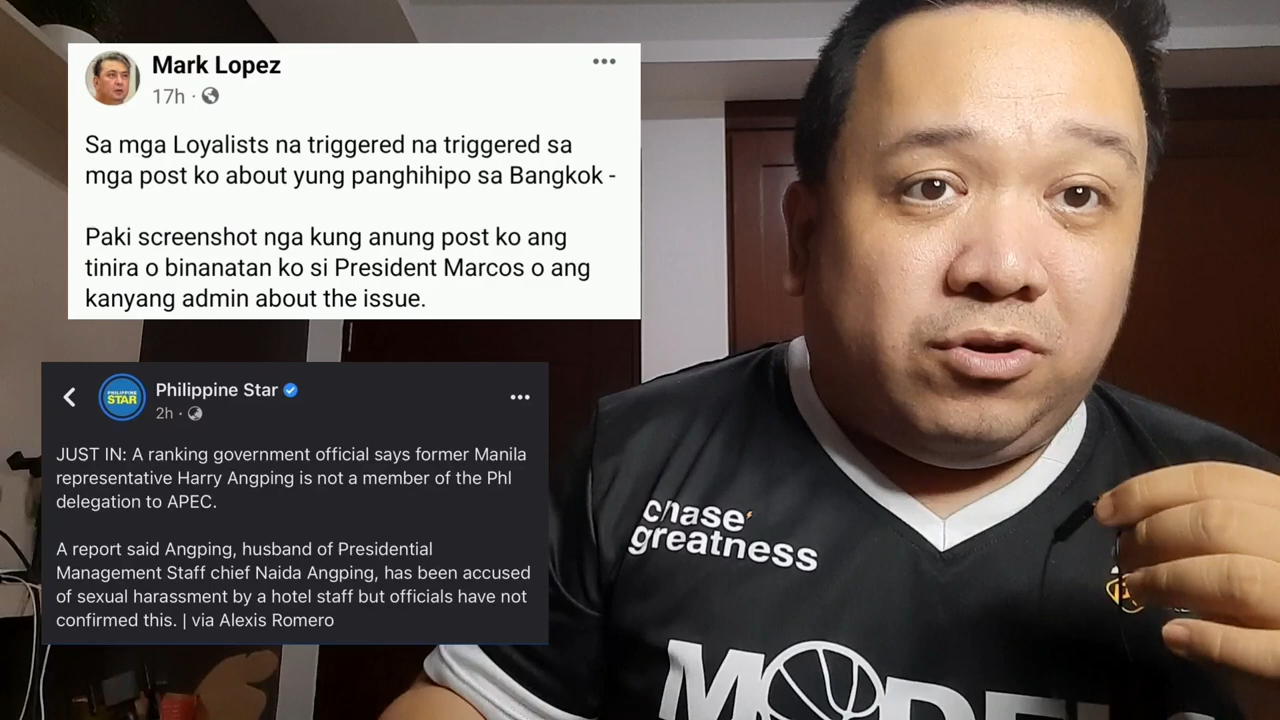 Mark Lopez
17h ·
Sa mga Loyalists na triggered na triggered sa
mga post ko about yung panghihipo sa Bangkok -
Paki screenshot nga kung anung post ko ang
tinira o binanatan ko si President Marcos o ang
kanyang admin about the issue.
PHILIPPINE
STAR
Philippine Star
2h ·
JUST IN: A ranking government official says former Manila
representative Harry Angping is not a member of the Phl
delegation to APEC.
A report said Angping, husband of Presidential
Management Staff chief Naida Angping, has been accused
of sexual harassment by a hotel staff but officials have not
confirmed this. | via Alexis Romero
chase
greatness